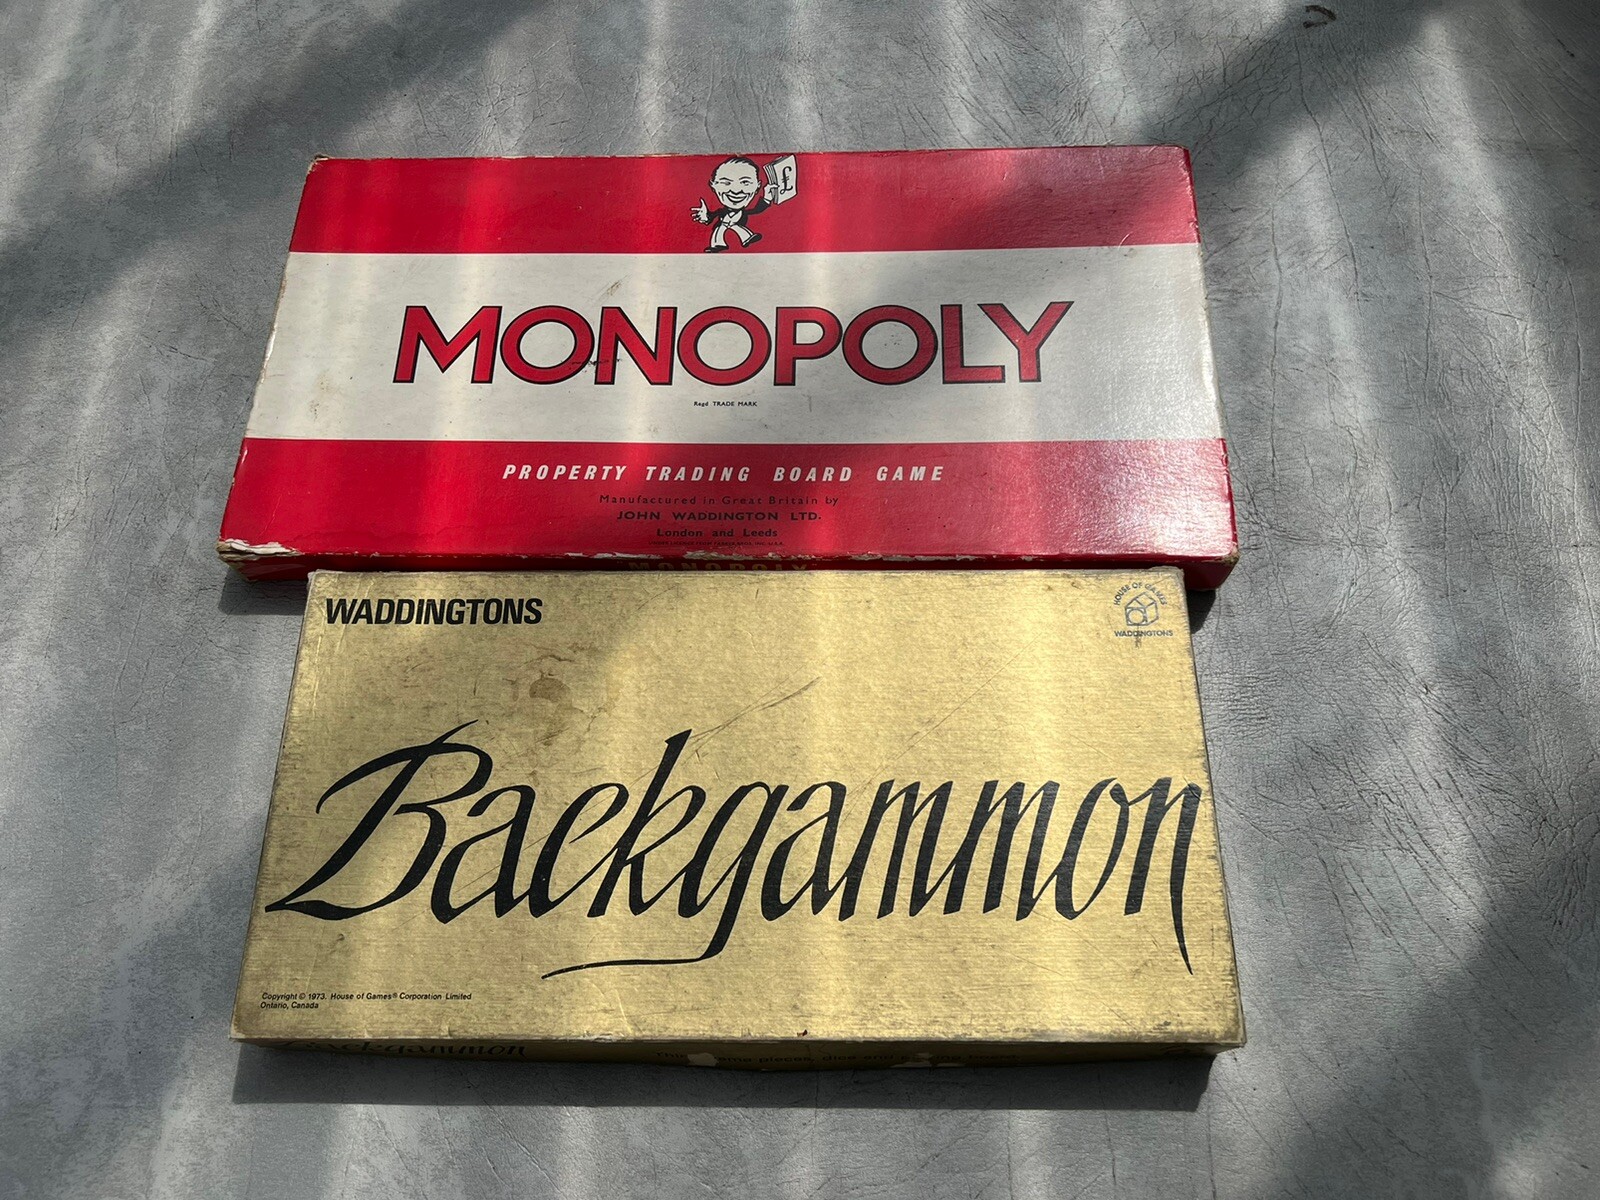 £
MONOPOLY
Regd TRADE MARK
PROPERTY TRADING BOARD GAME
Manufactured in Great Britain by
JOHN WADDINGTON LTD.
London and Leeds
MONOPOLY
WADDINGTONS
HOUSE OF GAMES
WADDINGTONS
Backgammon
Copyright © 1973. House of Games® Corporation Limited
Ontario, Canada
Backgammon